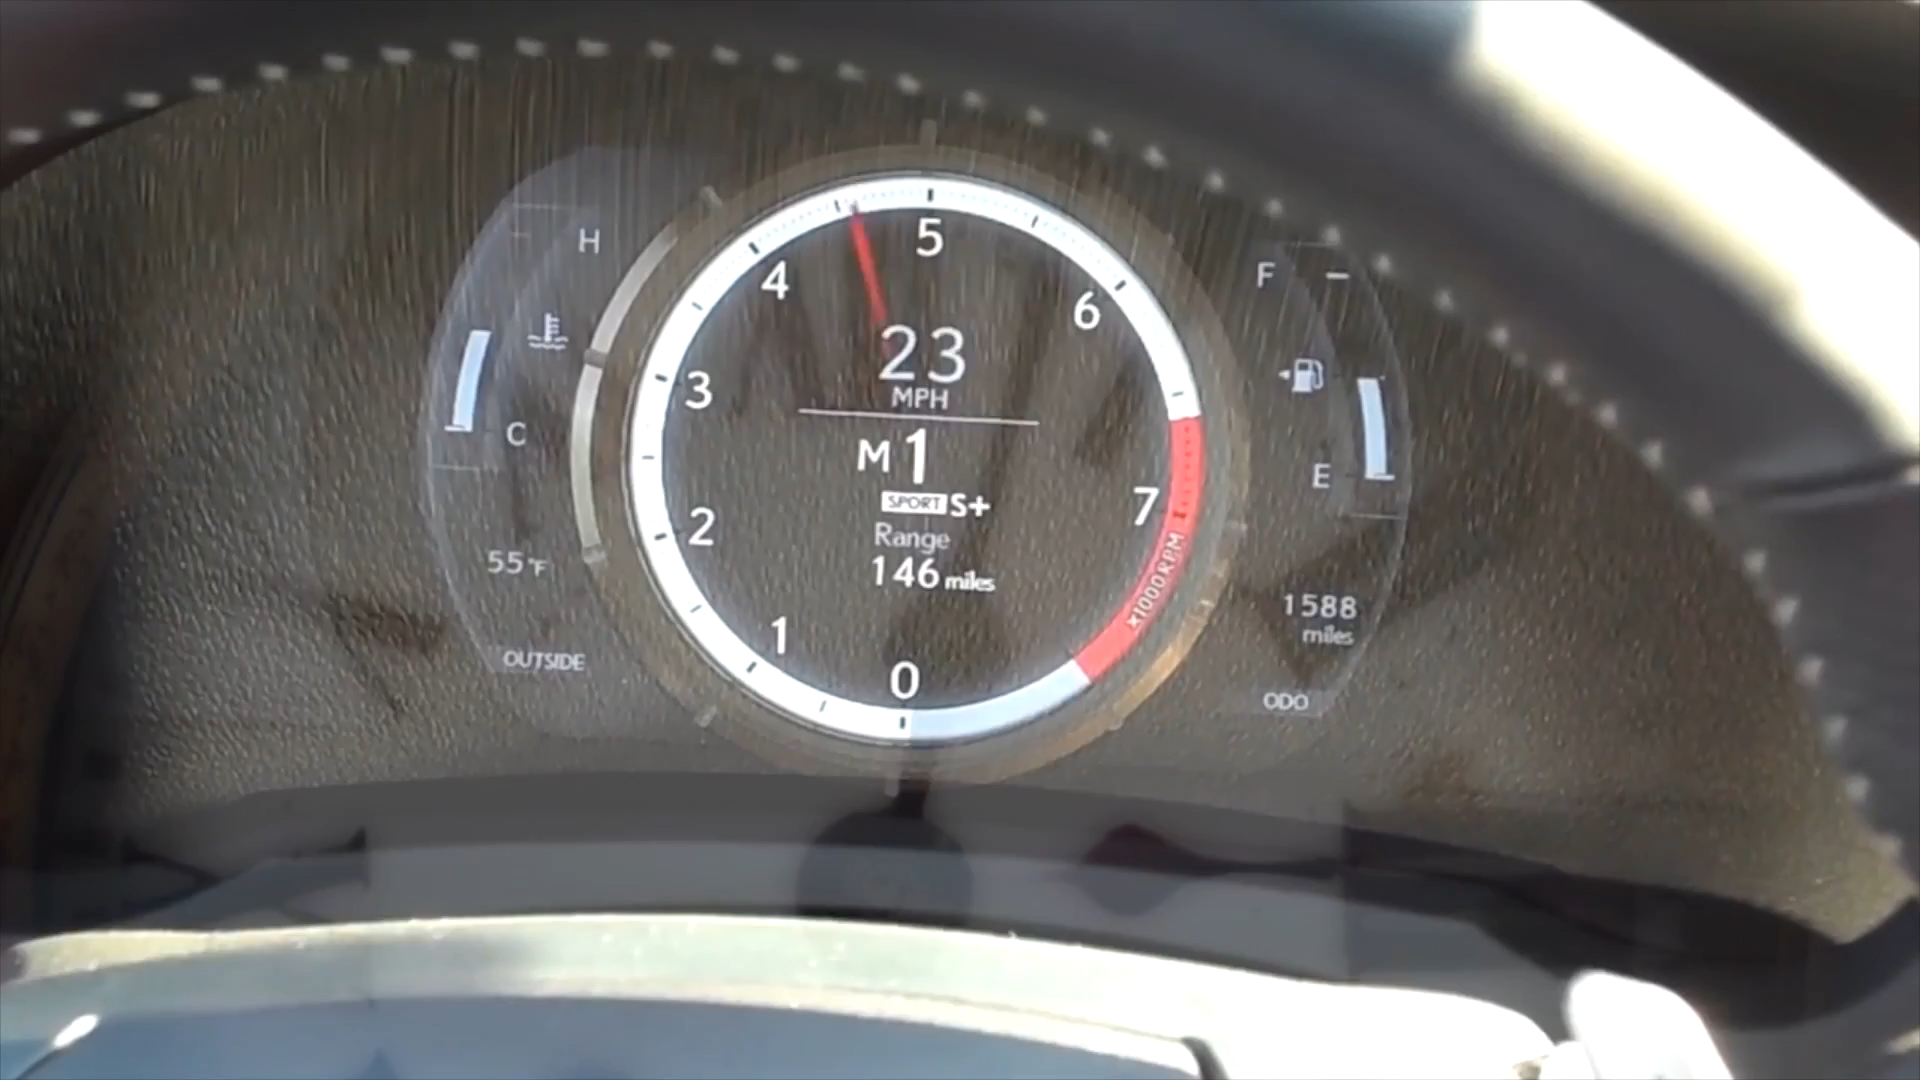 H
C
55°F
OUTSIDE
0
1
2
3
4
5
6
7
x1000RPM
23
MPH
M 1
SPORT S+
Range
146 miles
F
E
1588
miles
ODO